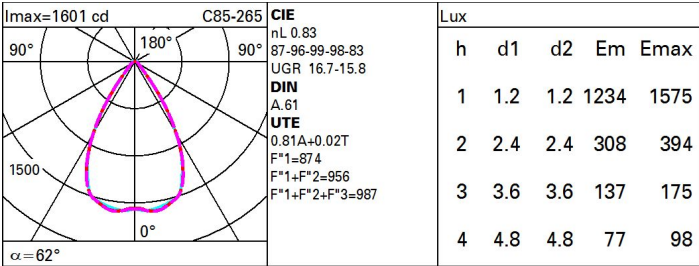 Imax=1601 cd C85-265
90° 180° 90°
1500
0°
α=62°
CIE
nL 0.83
87-96-99-98-83
UGR 16.7-15.8
DIN
A.61
UTE
0.81A+0.02T
F"1=874
F"1+F"2=956
F"1+F"2+F"3=987
Lux
h d1 d2 Em Emax
1 1.2 1.2 1234 1575
2 2.4 2.4 308 394
3 3.6 3.6 137 175
4 4.8 4.8 77 98